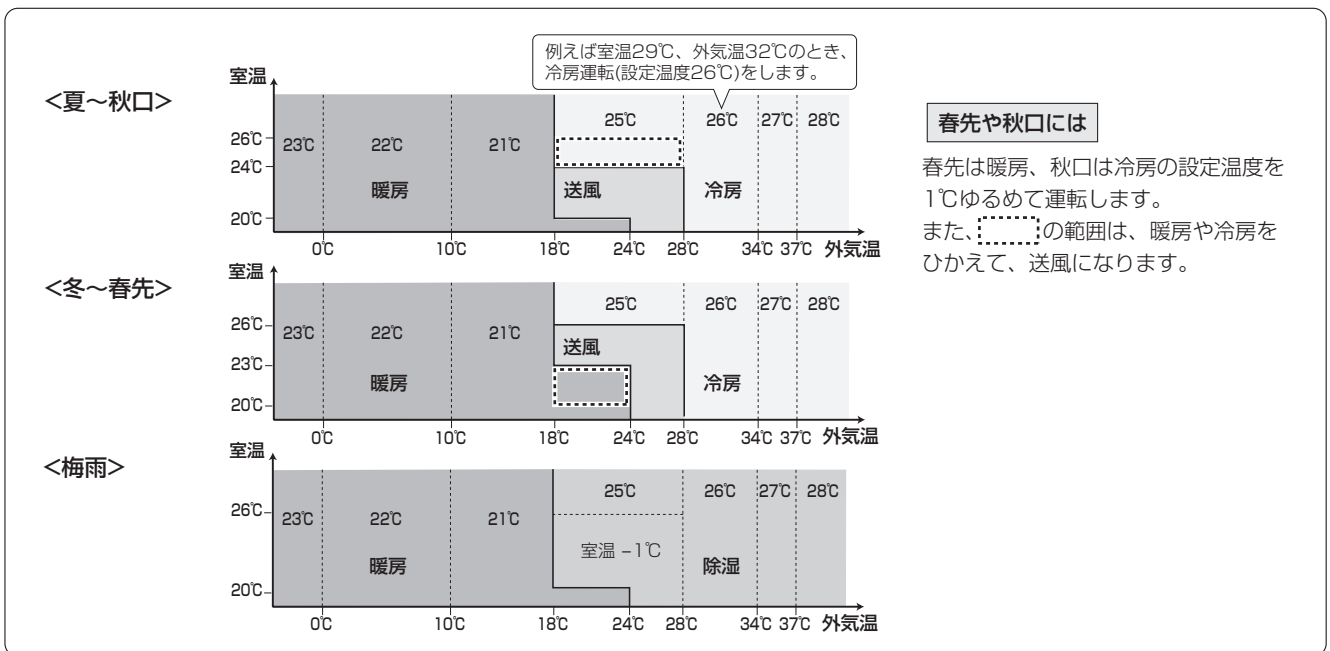 例えば室温29℃、外気温32℃のとき、
冷房運転(設定温度26℃)をします。
<夏～秋口>
室温
26℃
24℃
20℃
23℃
22℃
21℃
25℃
26℃
27℃
28℃
暖房
送風
冷房
0℃
10℃
18℃
24℃
28℃
34℃
37℃
外気温
<冬～春先>
室温
26℃
23℃
20℃
23℃
22℃
21℃
25℃
26℃
27℃
28℃
送風
暖房
冷房
0℃
10℃
18℃
24℃
28℃
34℃
37℃
外気温
<梅雨>
室温
26℃
20℃
23℃
22℃
21℃
25℃
26℃
27℃
28℃
室温 −1℃
暖房
除湿
0℃
10℃
18℃
24℃
28℃
34℃
37℃
外気温
春先や秋口には
春先は暖房、秋口は冷房の設定温度を
1℃ゆるめて運転します。
また、の範囲は、暖房や冷房を
ひかえて、送風になります。